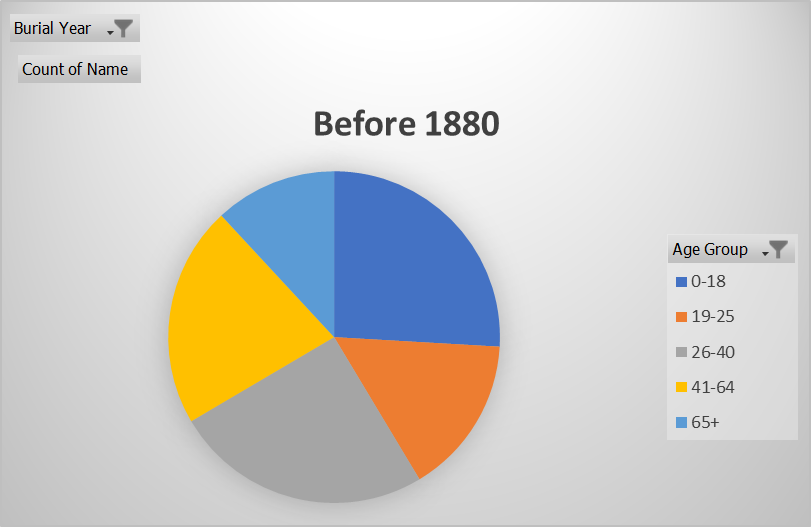 Burial Year
Count of Name
Before 1880
Age Group
0-18
19-25
26-40
41-64
65+